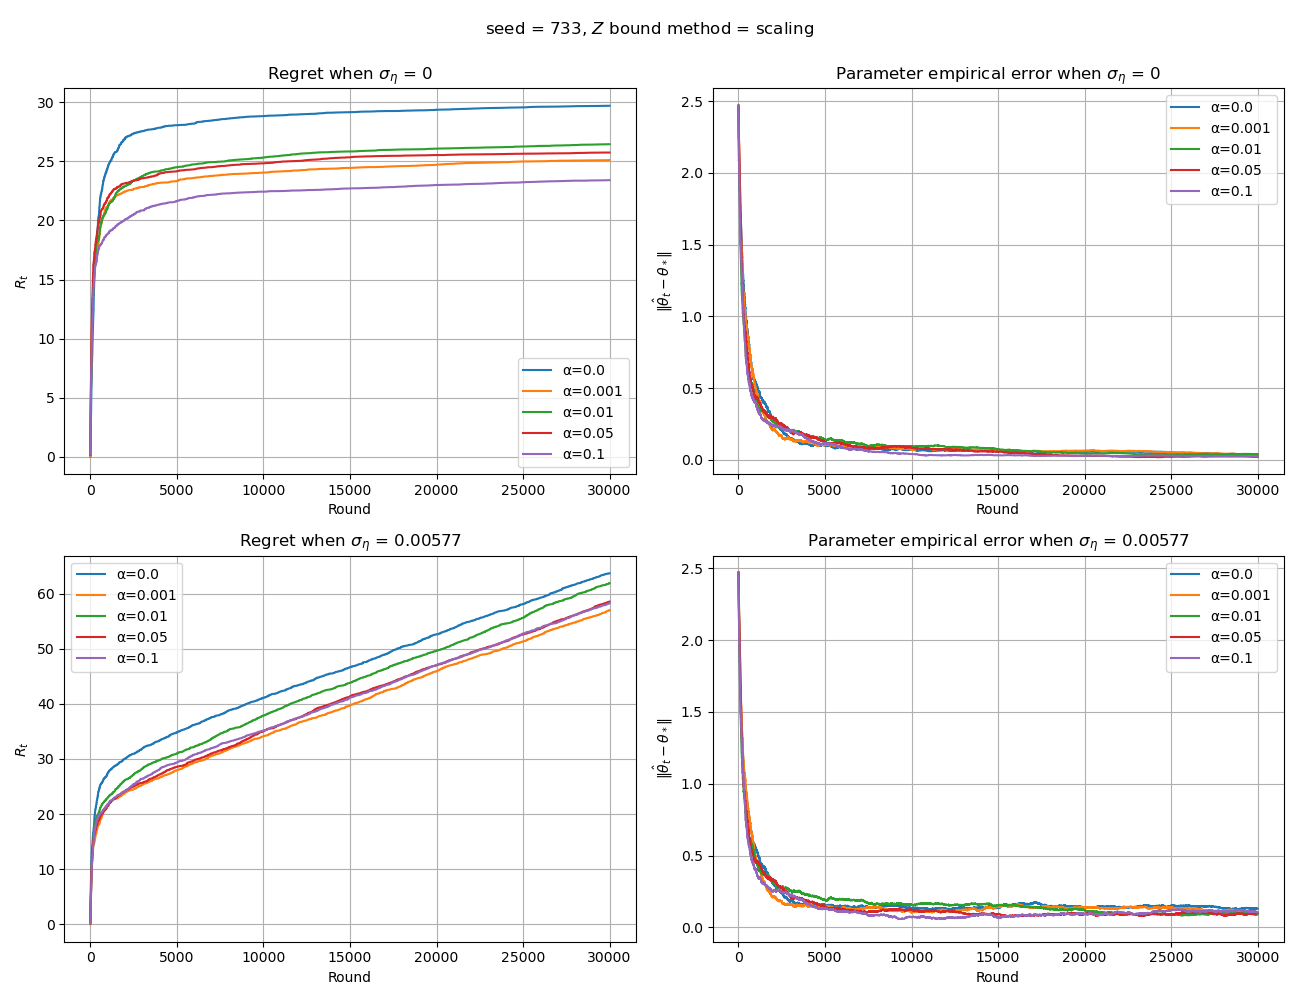 seed = 733, Z bound method = scaling
Regret when σ_η = 0
30
25
20
15
10
5
0
R_t
0 5000 10000 15000 20000 25000 30000
Round
α=0.0
α=0.001
α=0.01
α=0.05
α=0.1
Parameter empirical error when σ_η = 0
2.5
2.0
1.5
1.0
0.5
0.0
‖θ̂_t − θ_*‖
0 5000 10000 15000 20000 25000 30000
Round
α=0.0
α=0.001
α=0.01
α=0.05
α=0.1
Regret when σ_η = 0.00577
60
50
40
30
20
10
0
R_t
0 5000 10000 15000 20000 25000 30000
Round
α=0.0
α=0.001
α=0.01
α=0.05
α=0.1
Parameter empirical error when σ_η = 0.00577
2.5
2.0
1.5
1.0
0.5
0.0
‖θ̂_t − θ_*‖
0 5000 10000 15000 20000 25000 30000
Round
α=0.0
α=0.001
α=0.01
α=0.05
α=0.1